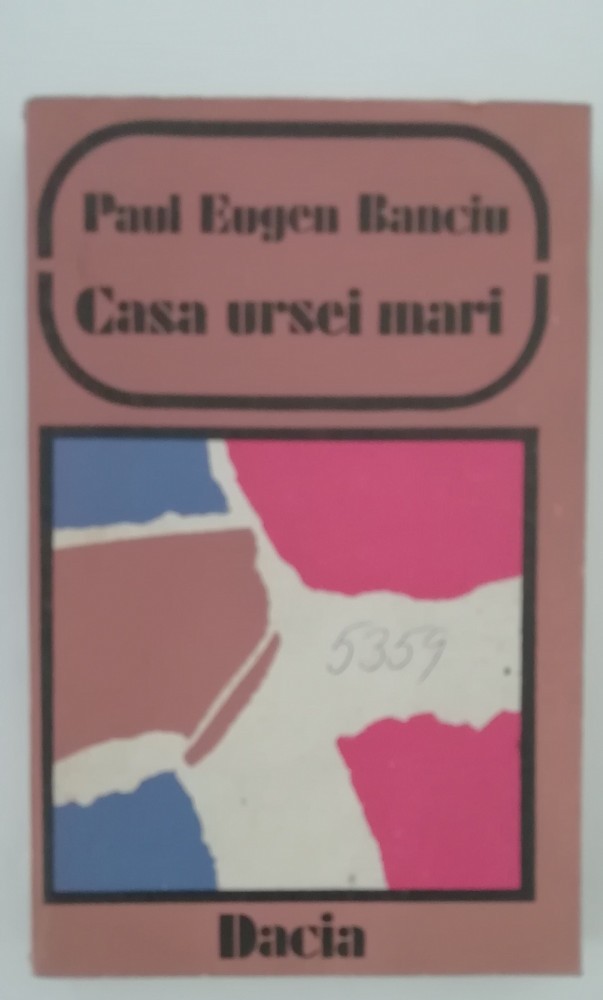 Paul Eugen Banciu
Casa ursei mari
5359
Dacia